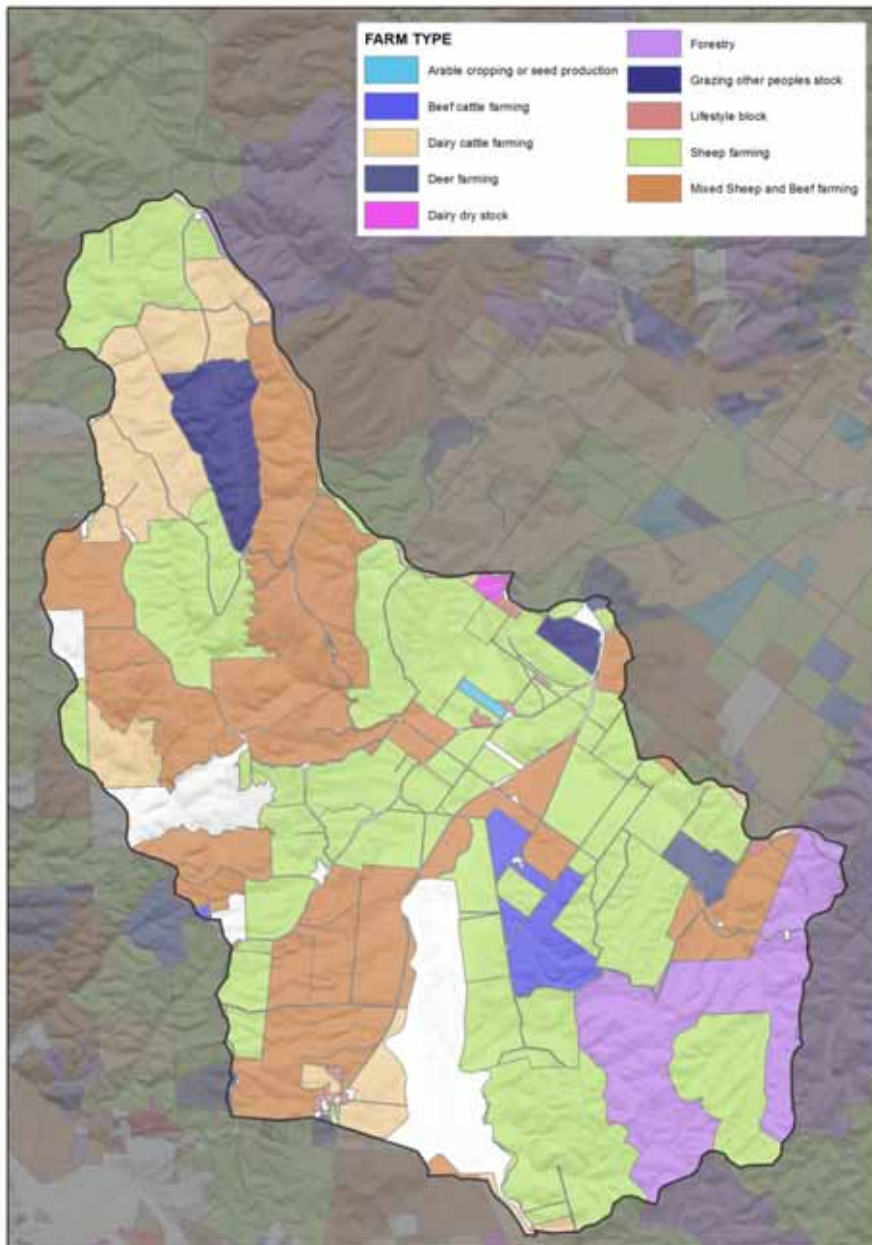 FARM TYPE
Arable cropping or seed production
Beef cattle farming
Dairy cattle farming
Deer farming
Dairy dry stock
Forestry
Grazing other peoples stock
Lifestyle block
Sheep farming
Mixed Sheep and Beef farming